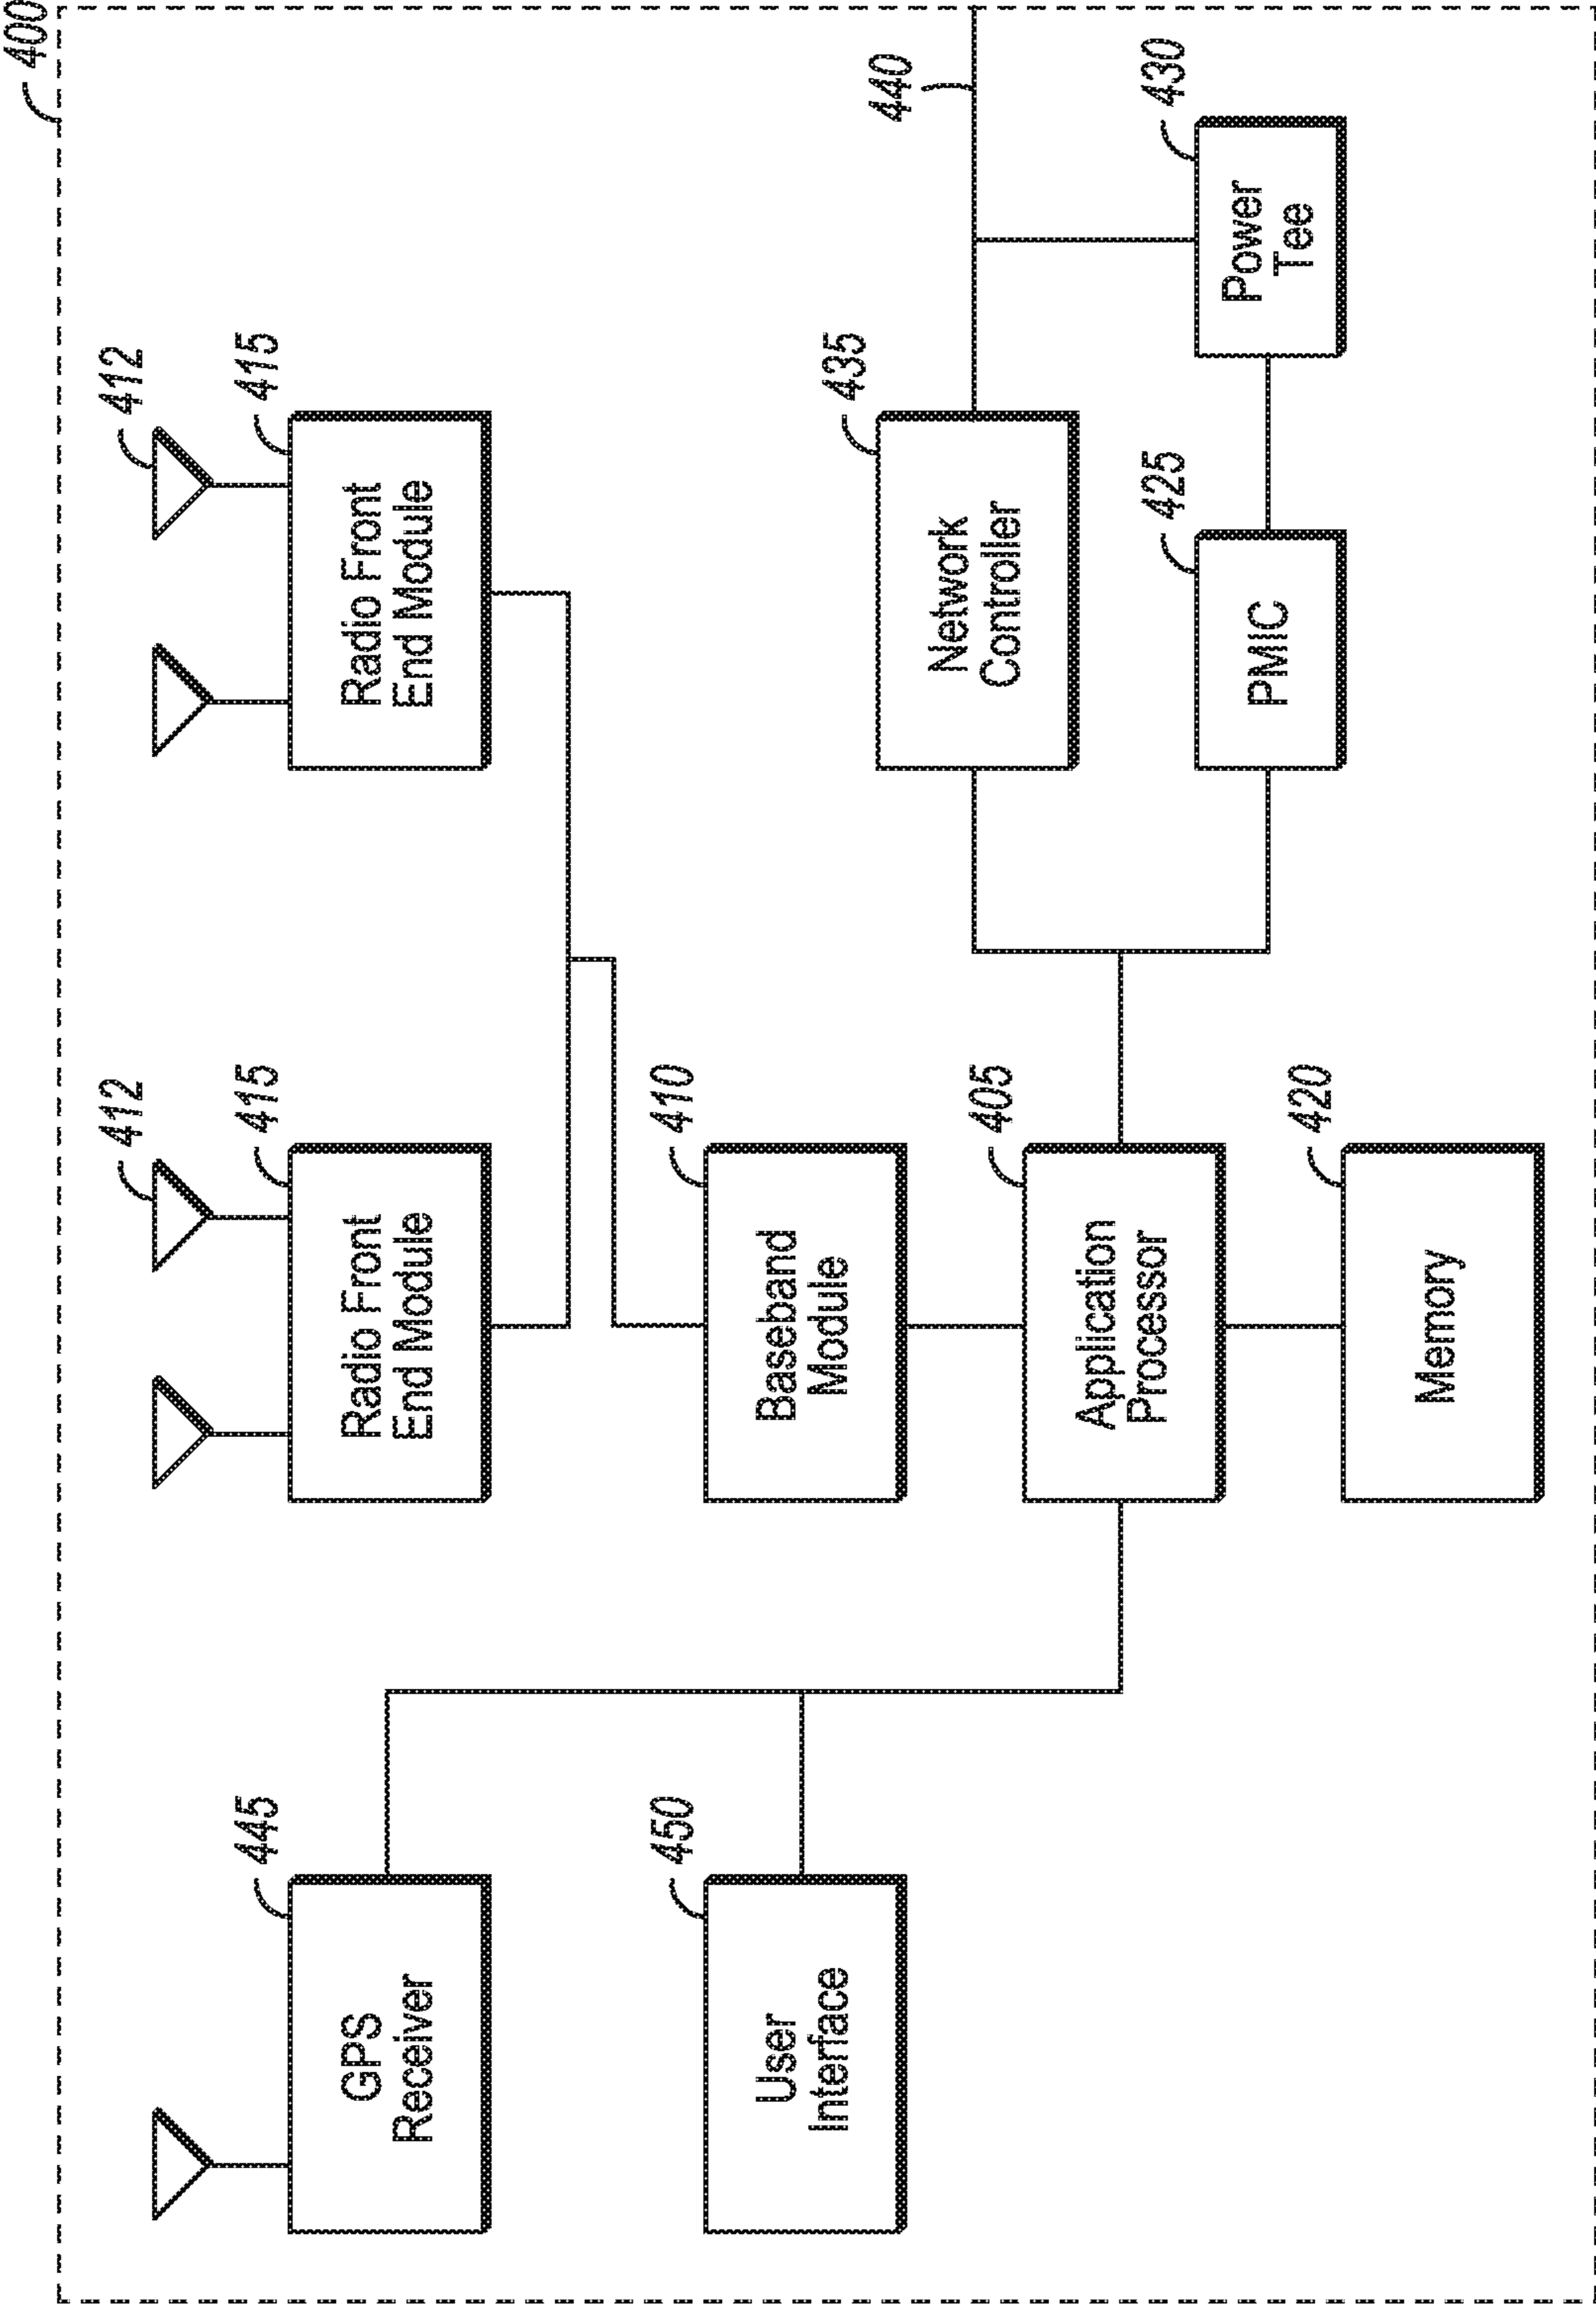 400
412
412
415
415
GPS
Receiver
Radio Front
End Module
Radio Front
End Module
445
450
410
435
User
Interface
Baseband
Module
Network
Controller
440
405
425
430
Application
Processor
PMIC
Power
Tee
420
Memory